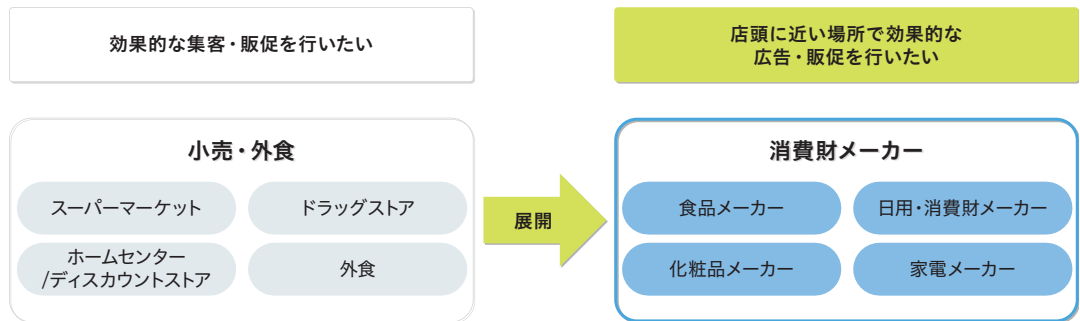 効果的な集客・販促を行いたい
店頭に近い場所で効果的な
広告・販促を行いたい
小売・外食
スーパーマーケット
ドラッグストア
ホームセンター
/ディスカウントストア
外食
展開
消費財メーカー
食品メーカー
日用・消費財メーカー
化粧品メーカー
家電メーカー